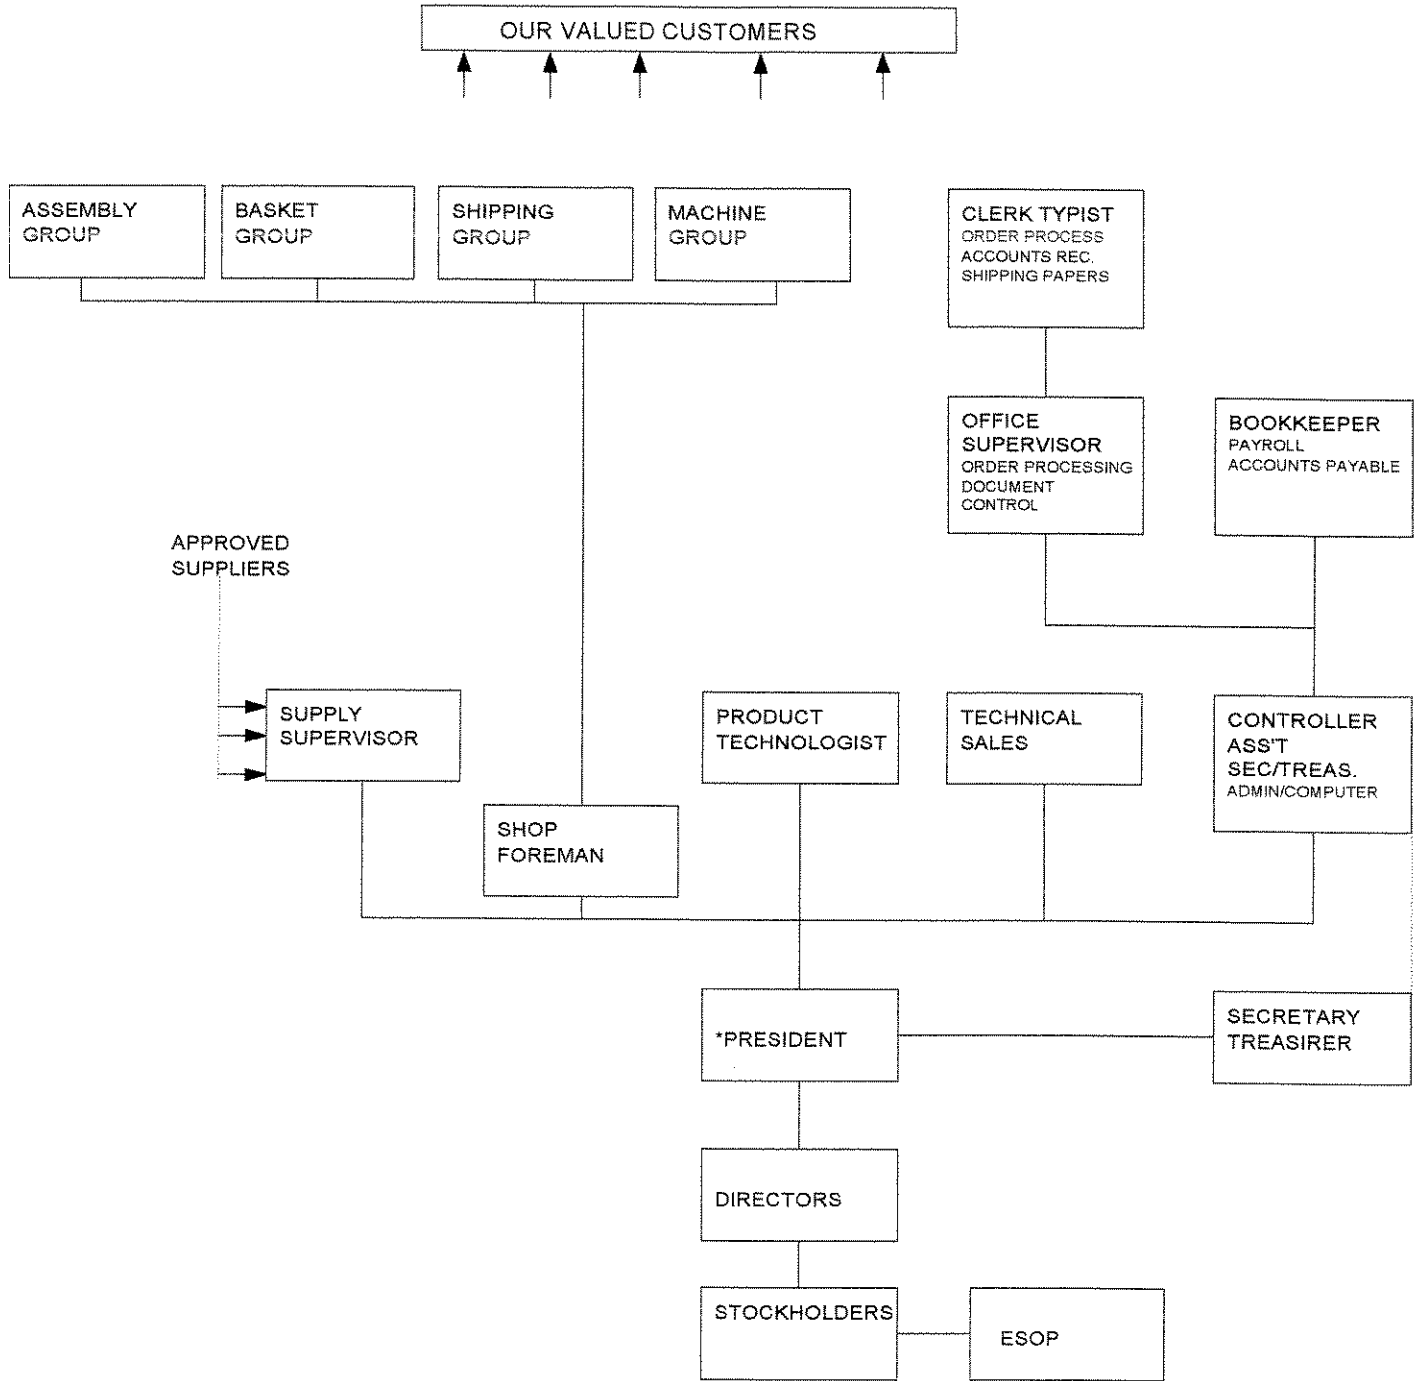 OUR VALUED CUSTOMERS
ASSEMBLY
GROUP
BASKET
GROUP
SHIPPING
GROUP
MACHINE
GROUP
CLERK TYPIST
ORDER PROCESS
ACCOUNTS REC.
SHIPPING PAPERS
OFFICE
SUPERVISOR
ORDER PROCESSING
DOCUMENT
CONTROL
BOOKKEEPER
PAYROLL
ACCOUNTS PAYABLE
APPROVED
SUPPLIERS
SUPPLY
SUPERVISOR
SHOP
FOREMAN
PRODUCT
TECHNOLOGIST
TECHNICAL
SALES
CONTROLLER
ASS'T
SEC/TREAS.
ADMIN/COMPUTER
*PRESIDENT
SECRETARY
TREASIRER
DIRECTORS
STOCKHOLDERS
ESOP